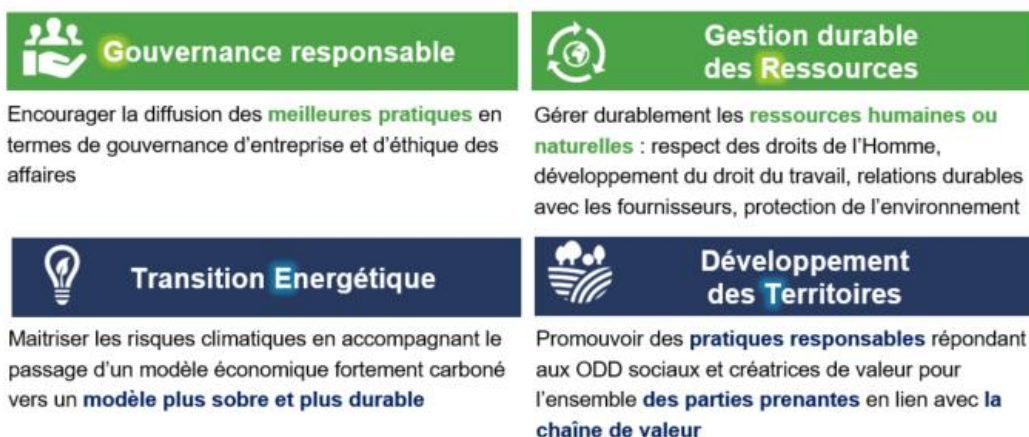 Gouvernance responsable
Encourager la diffusion des meilleures pratiques en
termes de gouvernance d'entreprise et d'éthique des
affaires
Gestion durable
des Ressources
Gérer durablement les ressources humaines ou
naturelles : respect des droits de l'Homme,
développement du droit du travail, relations durables
avec les fournisseurs, protection de l'environnement
Transition Energétique
Maitriser les risques climatiques en accompagnant le
passage d'un modèle économique fortement carboné
vers un modèle plus sobre et plus durable
Développement
des Territoires
Promouvoir des pratiques responsables répondant
aux ODD sociaux et créatrices de valeur pour
l'ensemble des parties prenantes en lien avec la
chaîne de valeur